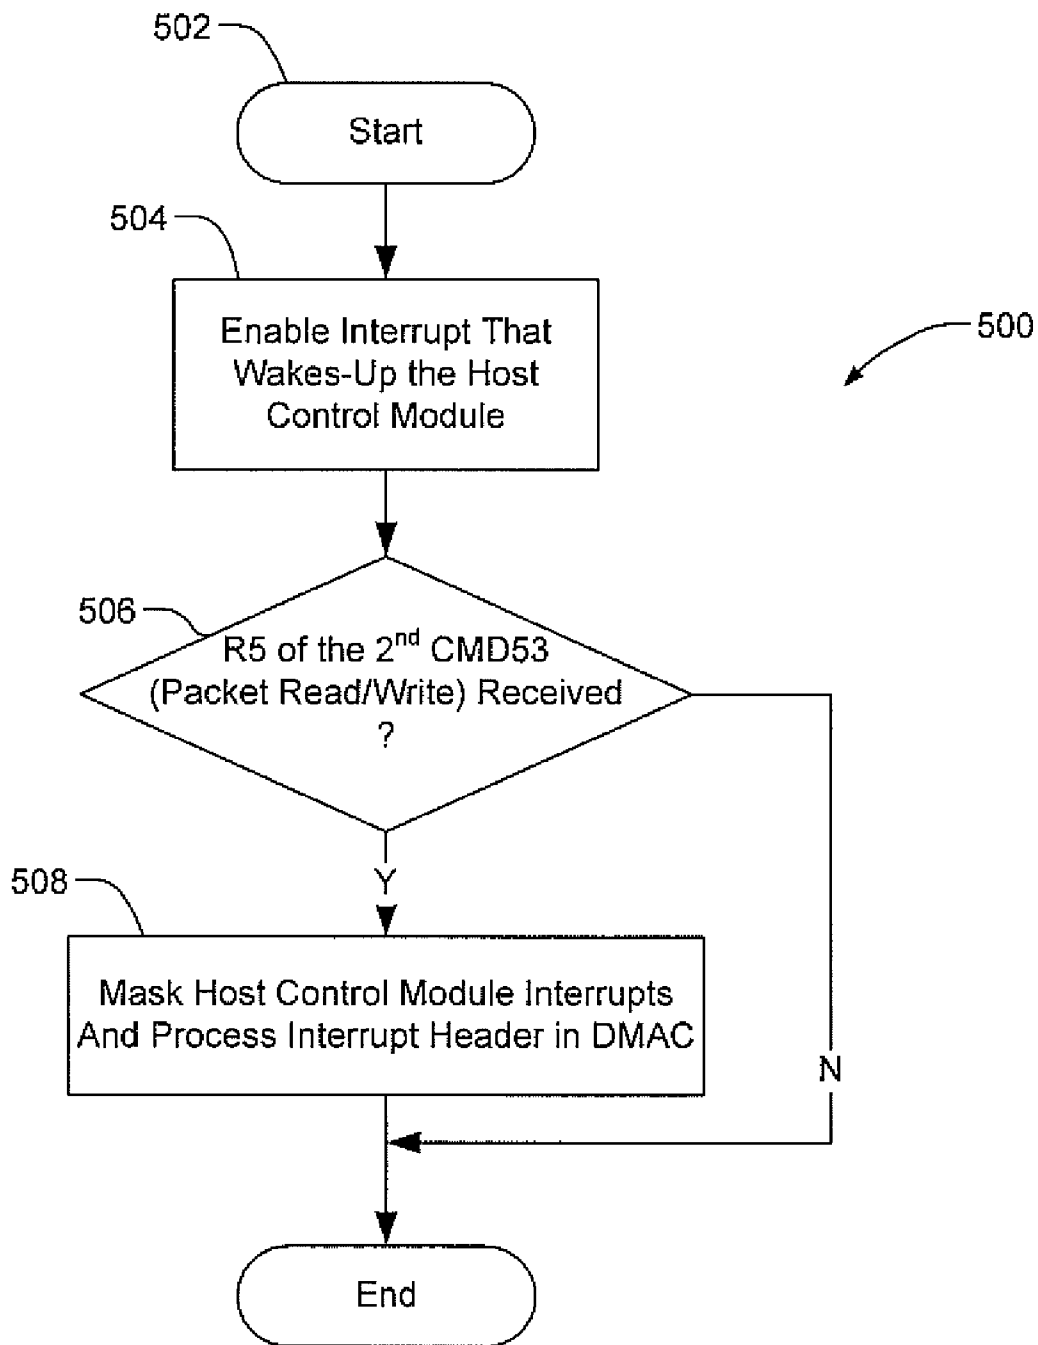 502
Start
504
Enable Interrupt That
Wakes-Up the Host
Control Module
500
506
R5 of the 2nd CMD53
(Packet Read/Write) Received
?
Y
508
Mask Host Control Module Interrupts
And Process Interrupt Header in DMAC
N
End